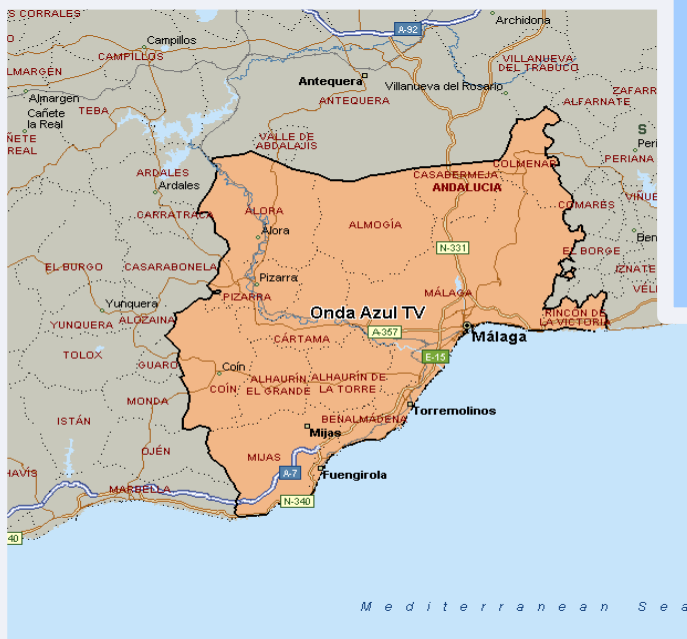 S CORRALES
Archidona
A-92
Campillos
CAMPILLOS
VILLANUEVA
DEL TRABUCO
LMARGÉN
Antequera
Villanueva del Rosario
ZAFARR
Almargen
ANTEQUERA
ALFARNATE
Cañete
la Real
TEBA
ÑETE
REAL
VALLE DE
ABDALAJIS
S
Peri
PERIANA
COLMENAR
CASABERMEJA
ANDALUCIA
ARDALES
Ardales
VIÑUE
COMARES
CARRATRACA
ÁLORA
ALMOGÍA
Álora
Ben
N-331
EL BORGE
EL BURGO
CASARABONELA
IZNATE
Pizarra
VÉL
Yunquera
PIZARRA
MÁLAGA
Onda Azul TV
RINCÓN DE
LA VICTORIA
YUNQUERA
ALOZAINA
A-357
Málaga
CÁRTAMA
TOLOX
E-15
GUARO
Coín
COÍN
ALHAURÍN
EL GRANDE
ALHAURÍN DE
LA TORRE
MONDA
Torremolinos
ISTÁN
BENALMÁDENA
Mijas
OJÉN
MIJAS
HAVÍS
A-7
Fuengirola
MARBELLA
N-340
40
Mediterranean Sea